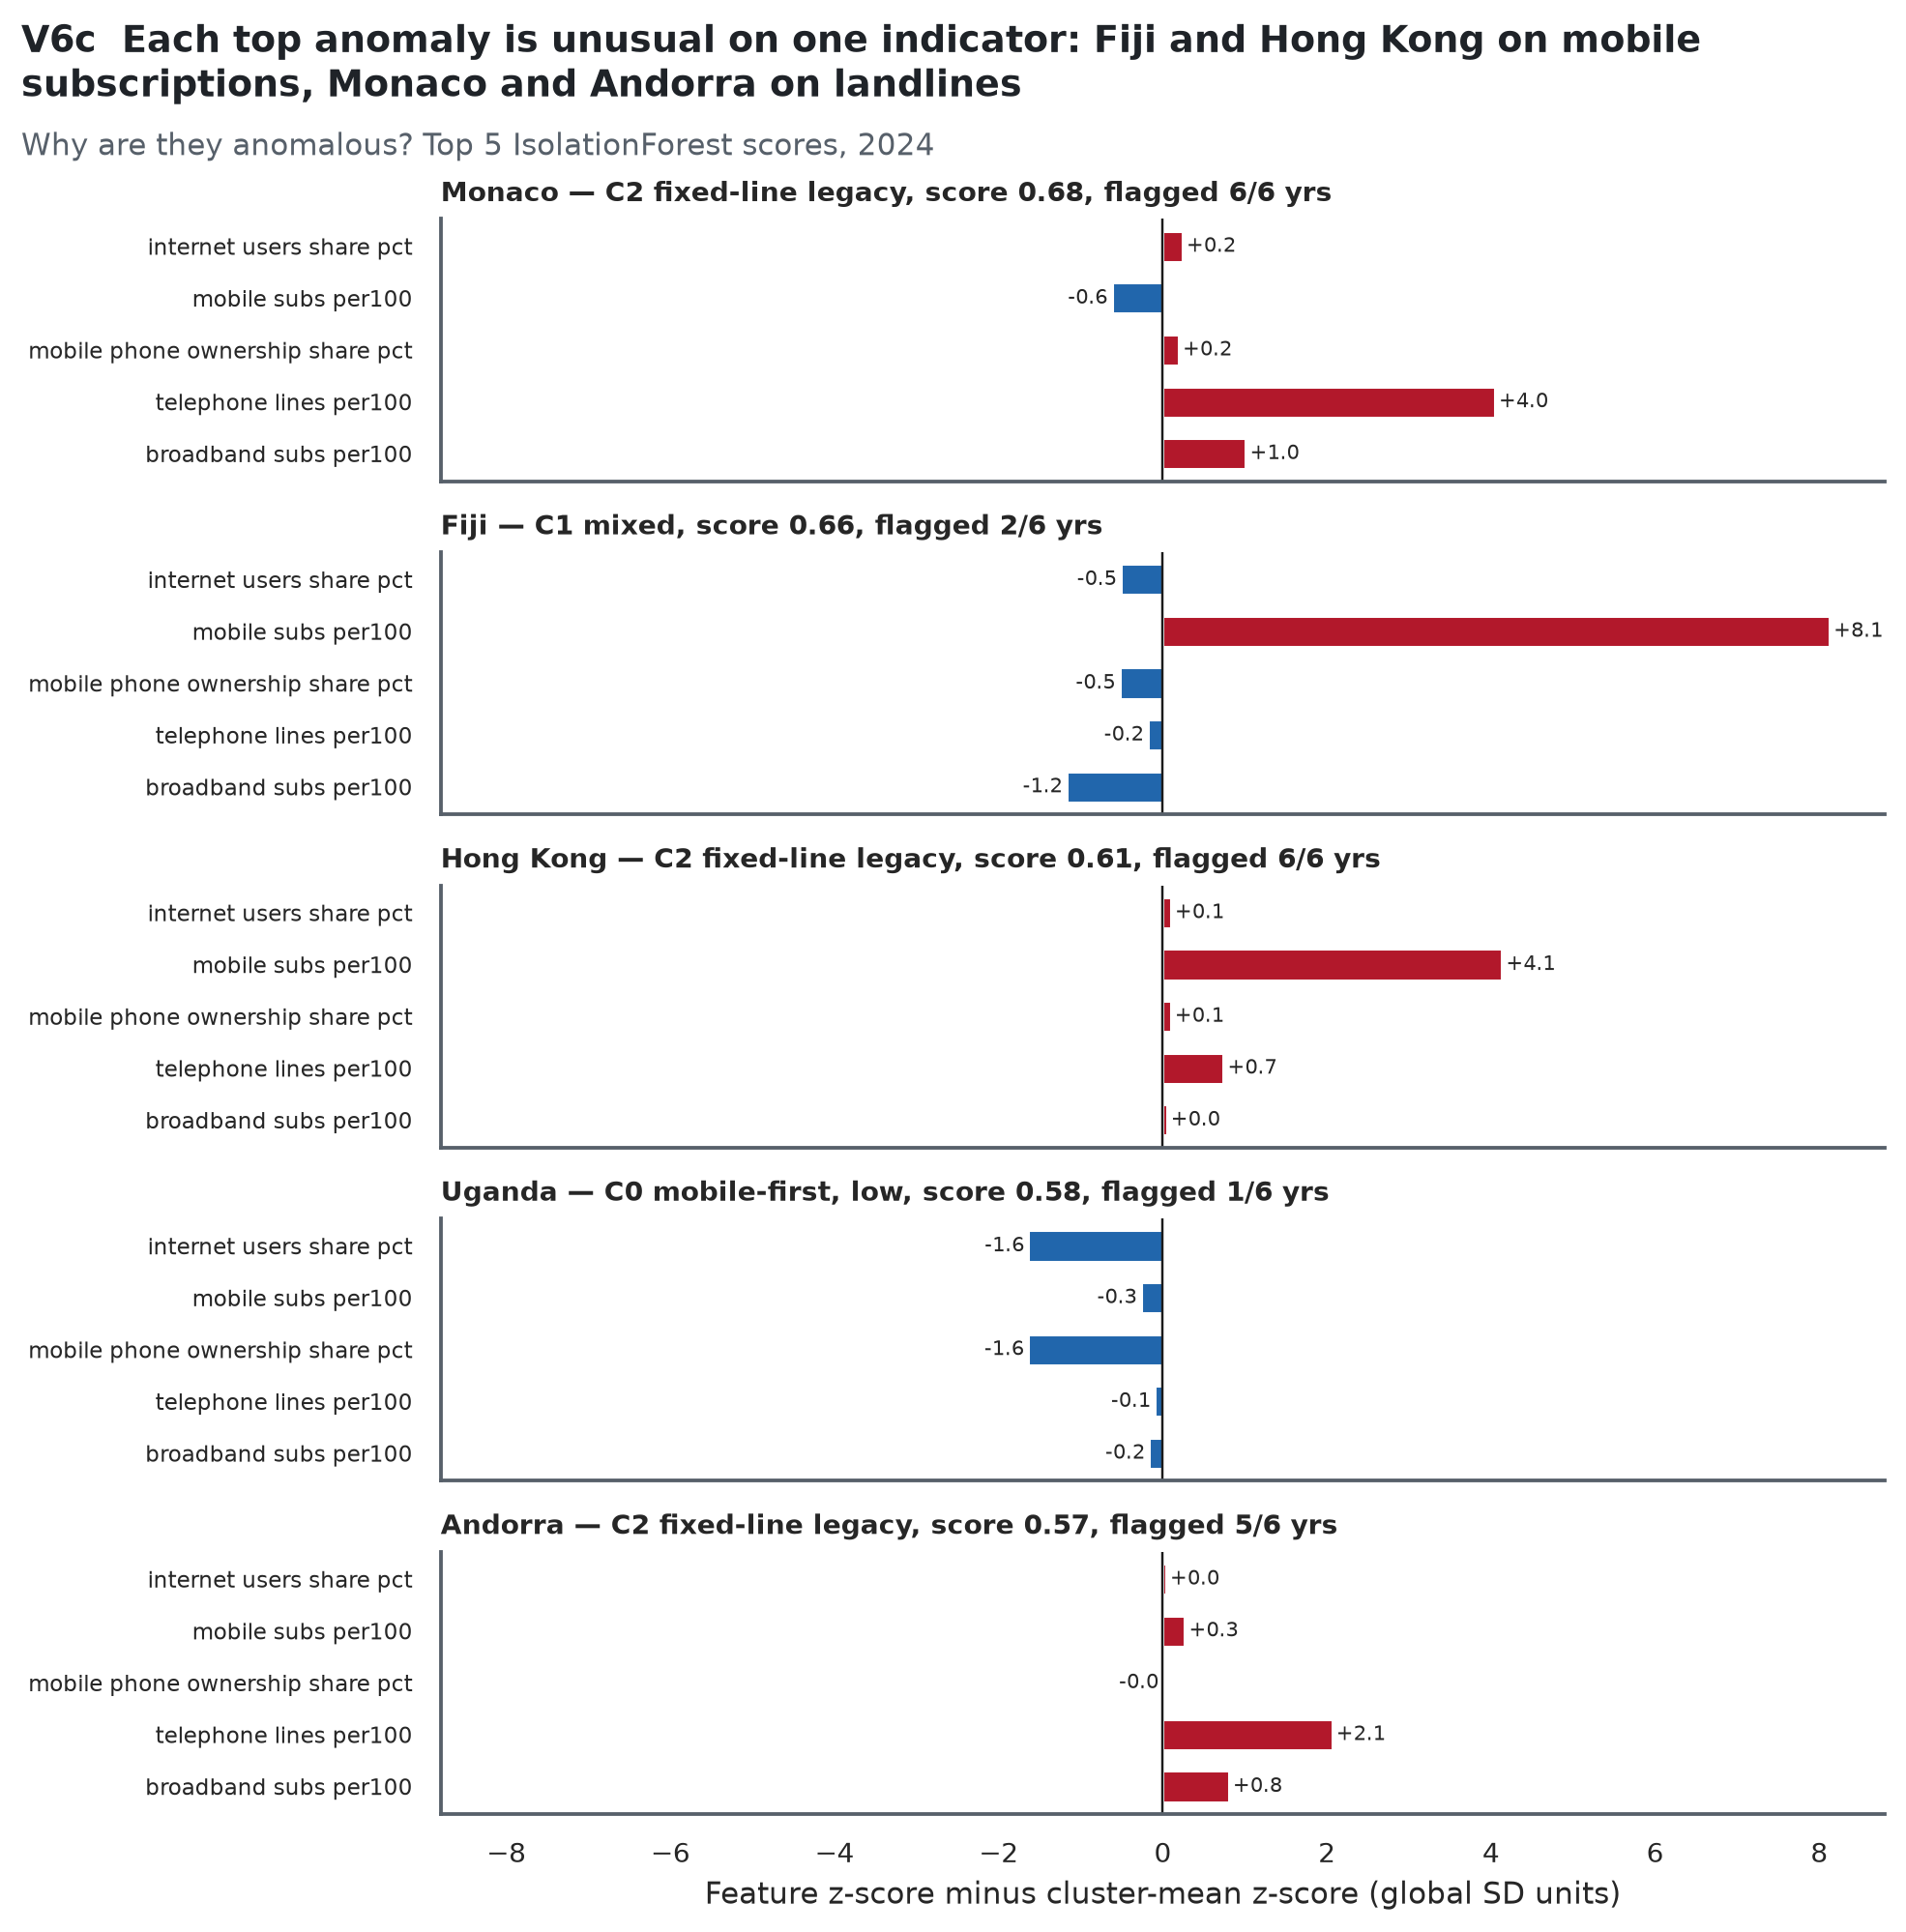 V6c  Each top anomaly is unusual on one indicator: Fiji and Hong Kong on mobile
subscriptions, Monaco and Andorra on landlines
Why are they anomalous? Top 5 IsolationForest scores, 2024
Monaco — C2 fixed-line legacy, score 0.68, flagged 6/6 yrs
internet users share pct +0.2
mobile subs per100 -0.6
mobile phone ownership share pct +0.2
telephone lines per100 +4.0
broadband subs per100 +1.0
Fiji — C1 mixed, score 0.66, flagged 2/6 yrs
internet users share pct -0.5
mobile subs per100 +8.1
mobile phone ownership share pct -0.5
telephone lines per100 -0.2
broadband subs per100 -1.2
Hong Kong — C2 fixed-line legacy, score 0.61, flagged 6/6 yrs
internet users share pct +0.1
mobile subs per100 +4.1
mobile phone ownership share pct +0.1
telephone lines per100 +0.7
broadband subs per100 +0.0
Uganda — C0 mobile-first, low, score 0.58, flagged 1/6 yrs
internet users share pct -1.6
mobile subs per100 -0.3
mobile phone ownership share pct -1.6
telephone lines per100 -0.1
broadband subs per100 -0.2
Andorra — C2 fixed-line legacy, score 0.57, flagged 5/6 yrs
internet users share pct +0.0
mobile subs per100 +0.3
mobile phone ownership share pct -0.0
telephone lines per100 +2.1
broadband subs per100 +0.8
−8 −6 −4 −2 0 2 4 6 8
Feature z-score minus cluster-mean z-score (global SD units)